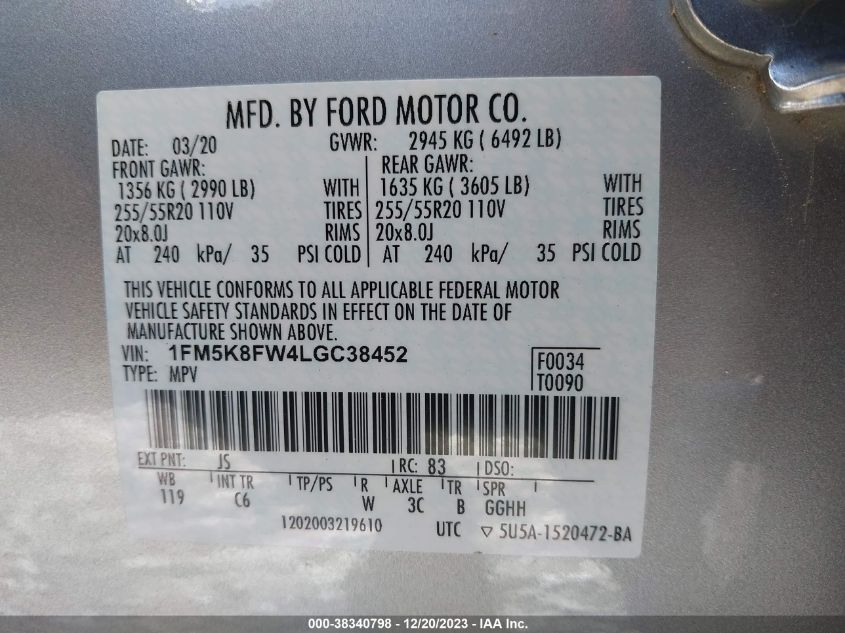 MFD. BY FORD MOTOR CO.
DATE: 03/20 GVWR: 2945 KG ( 6492 LB)
FRONT GAWR: REAR GAWR:
1356 KG ( 2990 LB) WITH 1635 KG ( 3605 LB) WITH
255/55R20 110V TIRES 255/55R20 110V TIRES
20x8.0J RIMS 20x8.0J RIMS
AT 240 kPa/ 35 PSI COLD AT 240 kPa/ 35 PSI COLD
THIS VEHICLE CONFORMS TO ALL APPLICABLE FEDERAL MOTOR
VEHICLE SAFETY STANDARDS IN EFFECT ON THE DATE OF
MANUFACTURE SHOWN ABOVE.
VIN: 1FM5K8FW4LGC38452 F0034
TYPE: MPV T0090
EXT PNT: JS RC: 83 DSO:
WB INT TR TP/PS R AXLE TR SPR
119 C6 W 3C B GGHH
1202003219610 UTC ▽ 5U5A-1520472-BA
000-38340798 - 12/20/2023 - IAA Inc.